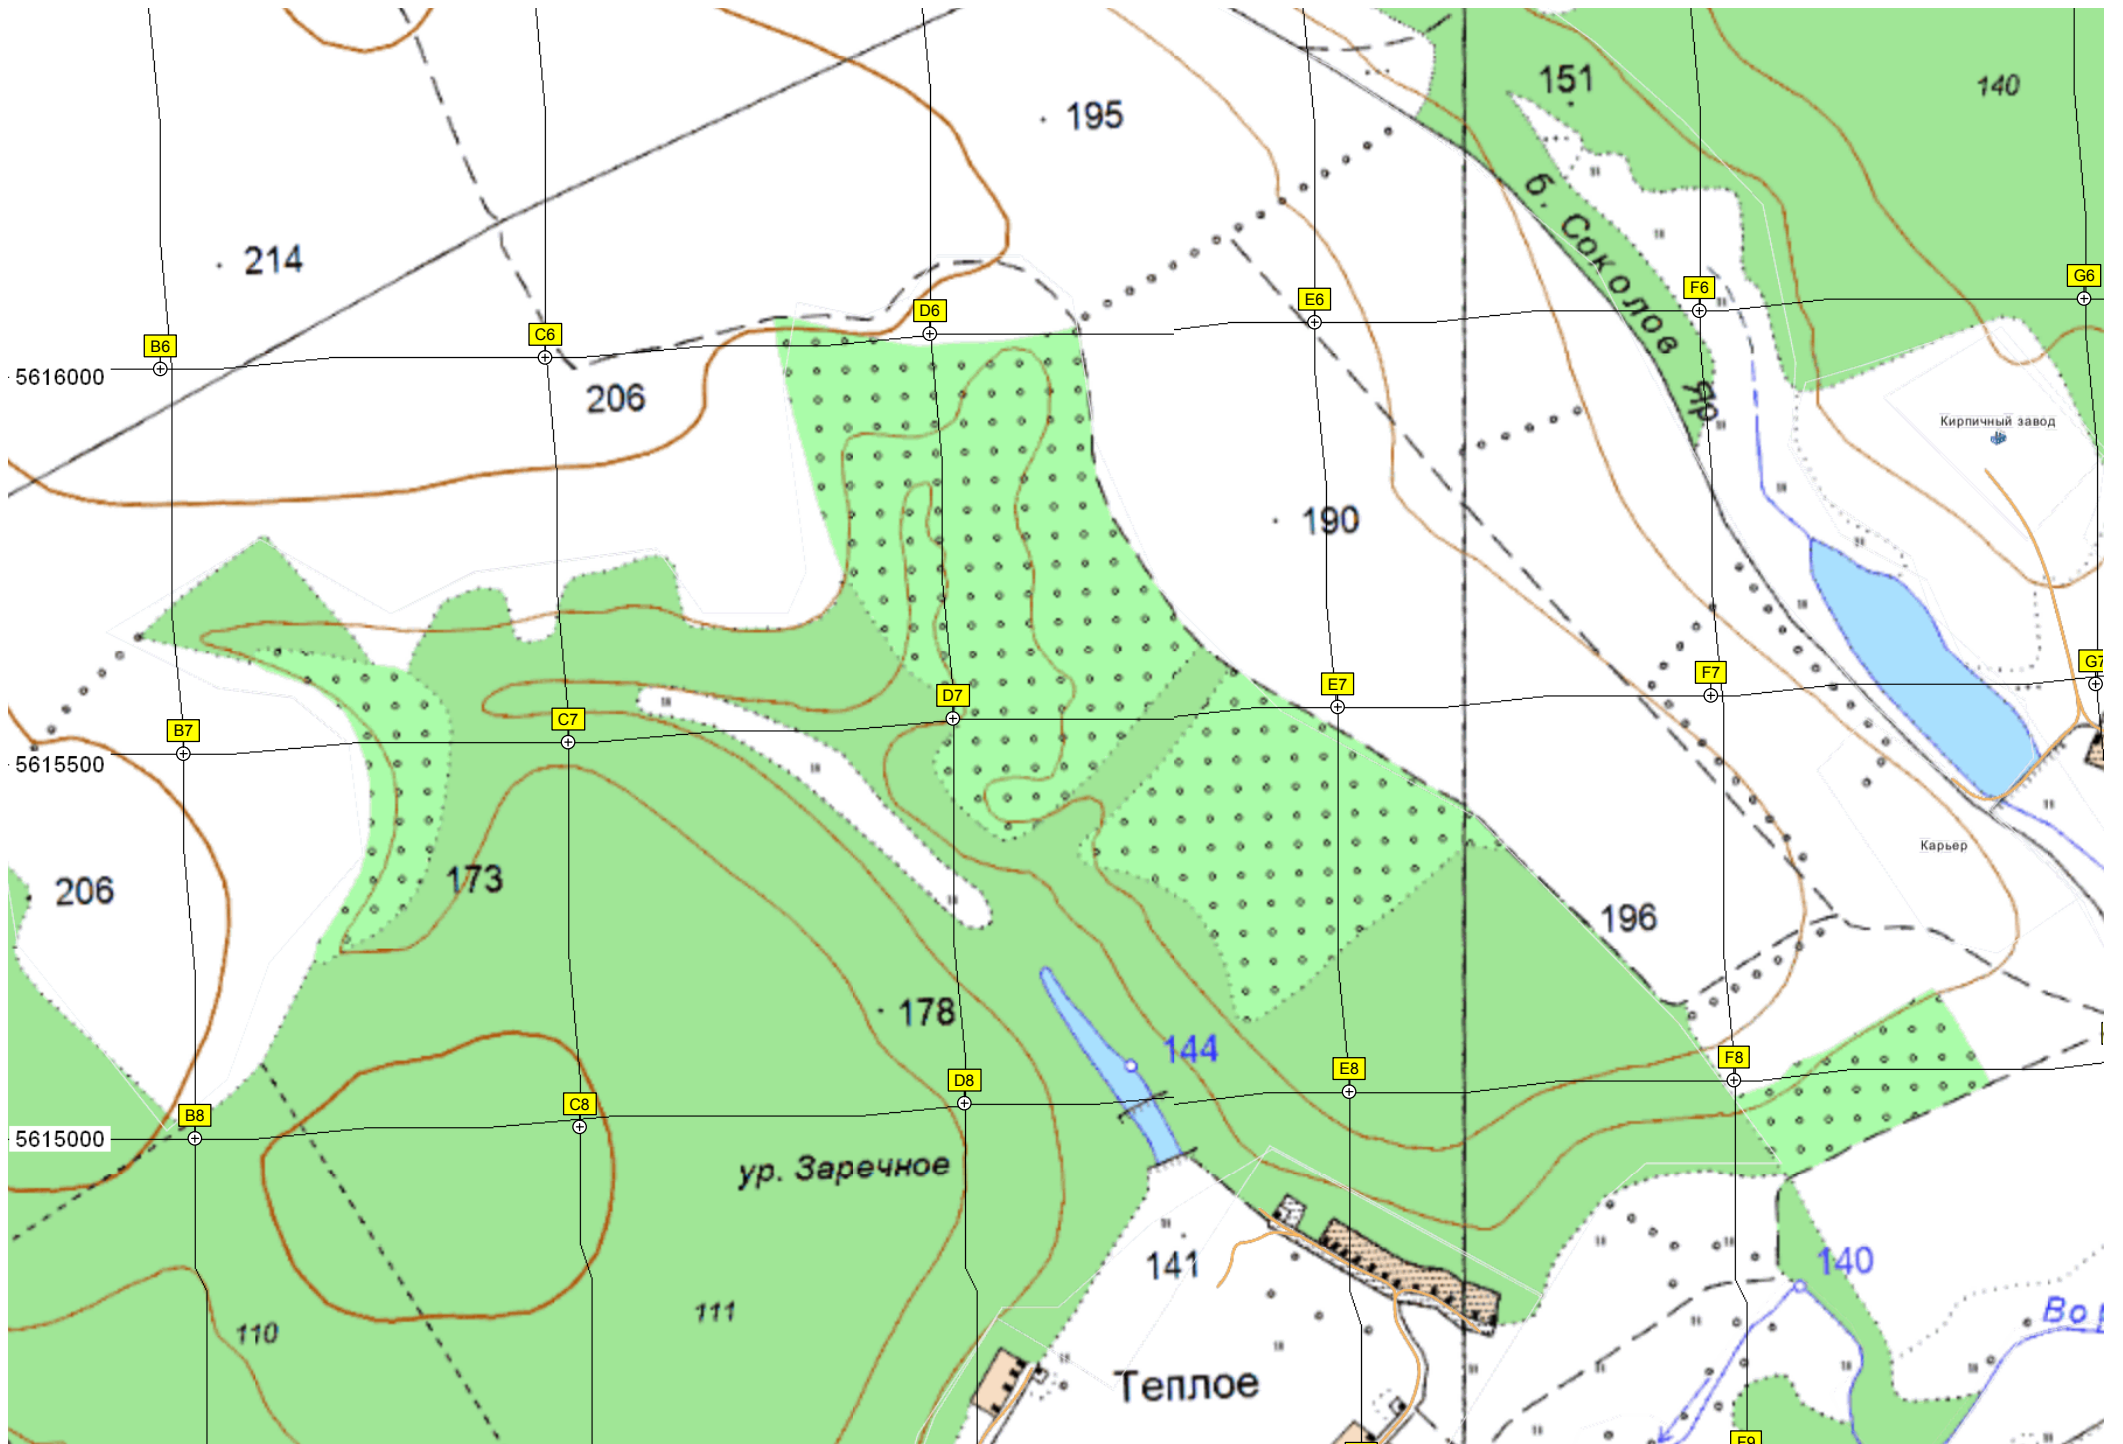 151
140
195
214
б. Соколов
Яр
G6
F6
E6
D6
C6
B6
5616000
206
Кирпичный завод
190
G7
F7
E7
D7
C7
B7
5615500
Карьер
173
206
196
178
144
F8
E8
D8
C8
B8
5615000
ур. Заречное
141
140
111
110
Теплое